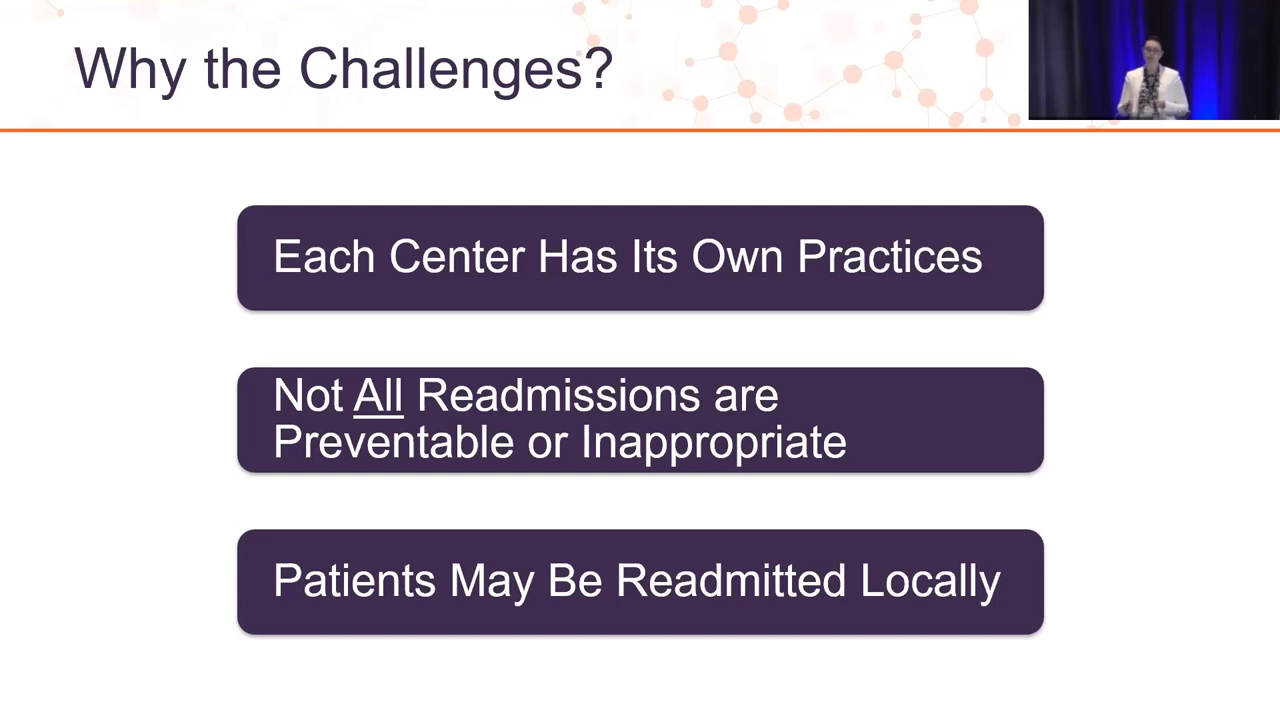 Why the Challenges?
Each Center Has Its Own Practices
Not All Readmissions are
Preventable or Inappropriate
Patients May Be Readmitted Locally